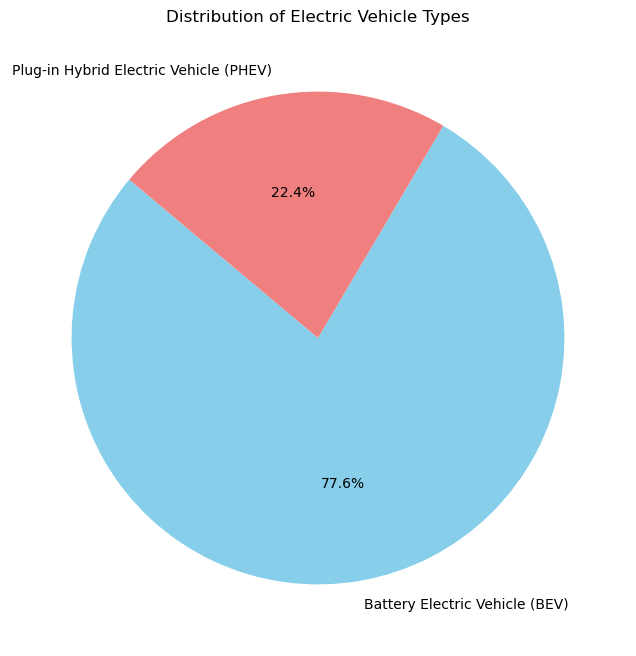 Distribution of Electric Vehicle Types
Plug-in Hybrid Electric Vehicle (PHEV)
22.4%
77.6%
Battery Electric Vehicle (BEV)